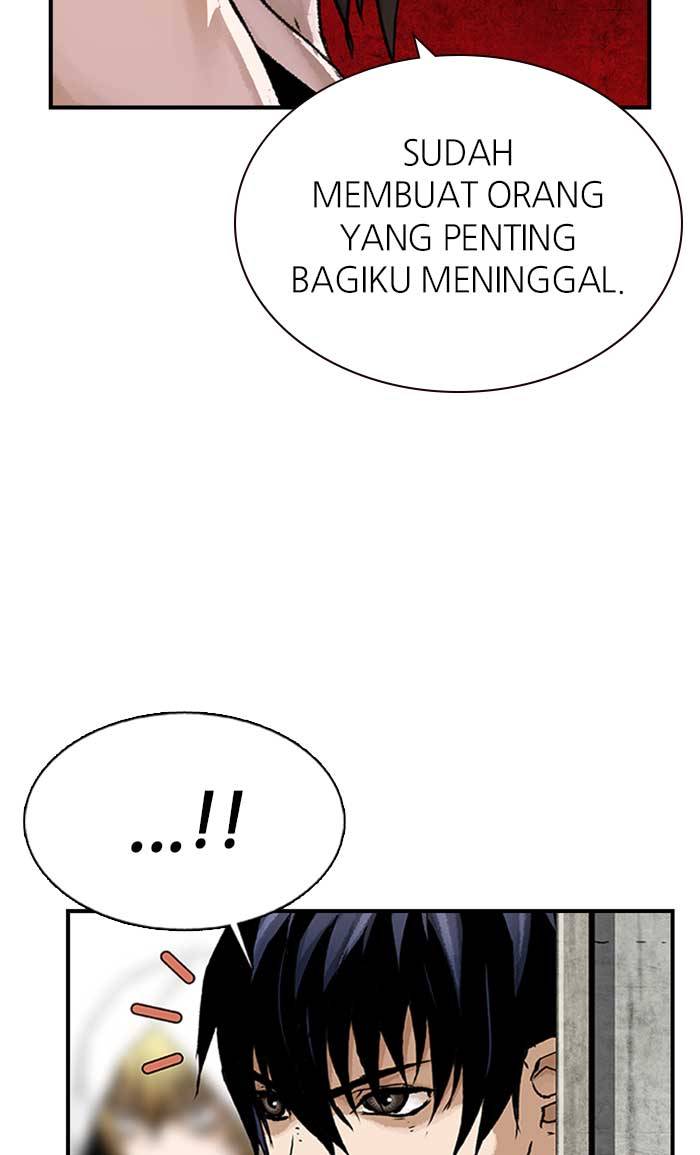 SUDAH
MEMBUAT ORANG
YANG PENTING
BAGIKU MENINGGAL.
...!!